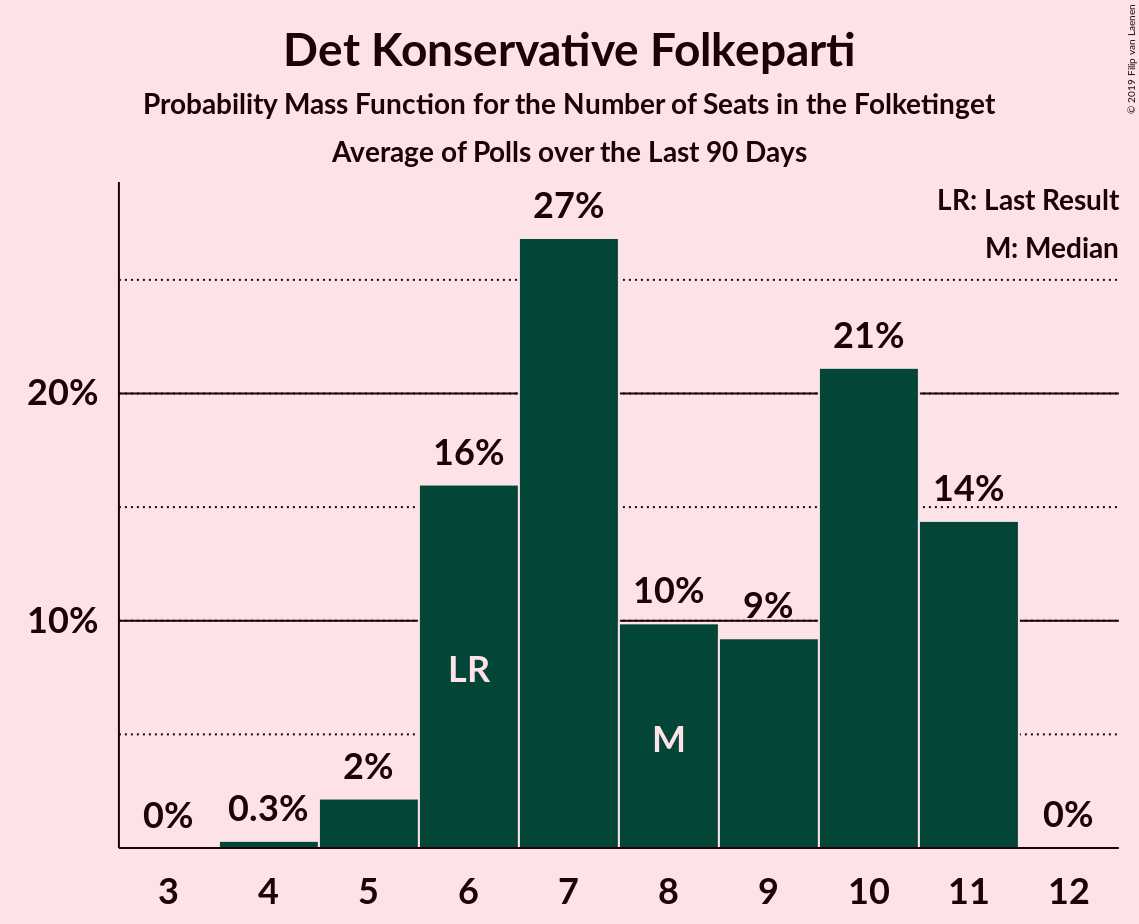 Det Konservative Folkeparti
Probability Mass Function for the Number of Seats in the Folketinget
Average of Polls over the Last 90 Days
© 2019 Filip van Laenen
LR: Last Result
M: Median
27%
21%
20%
16%
14%
10%
9%
10%
LR
M
2%
0%
0.3%
0%
3 4 5 6 7 8 9 10 11 12